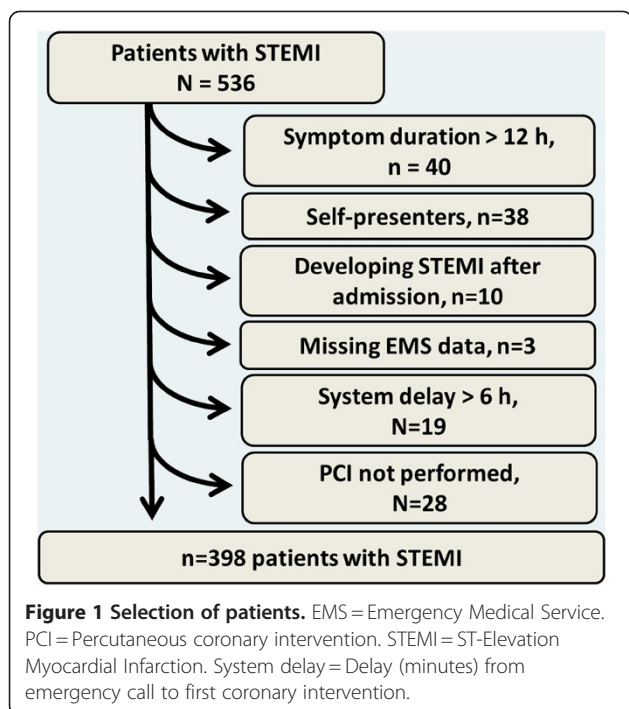 Patients with STEMI
N = 536
Symptom duration > 12 h,
n = 40
Self-presenters, n=38
Developing STEMI after
admission, n=10
Missing EMS data, n=3
System delay > 6 h,
N=19
PCI not performed,
N=28
n=398 patients with STEMI
Figure 1 Selection of patients. EMS = Emergency Medical Service.
PCI = Percutaneous coronary intervention. STEMI = ST-Elevation
Myocardial Infarction. System delay = Delay (minutes) from
emergency call to first coronary intervention.